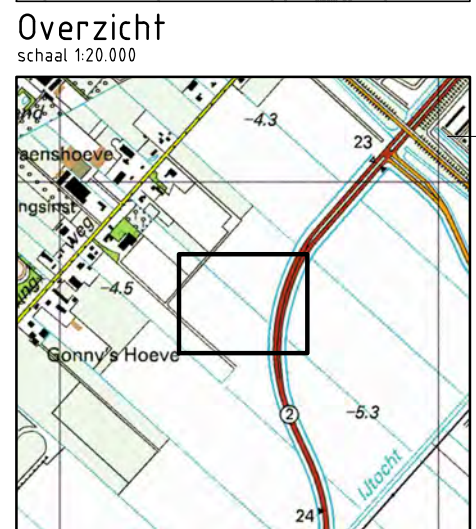 Overzicht
schaal 1:20.000
-4.3
23
aenshoeve
ngsinst
weg
-4.5
Gonny's Hoeve
2
-5.3
IJtocht
24